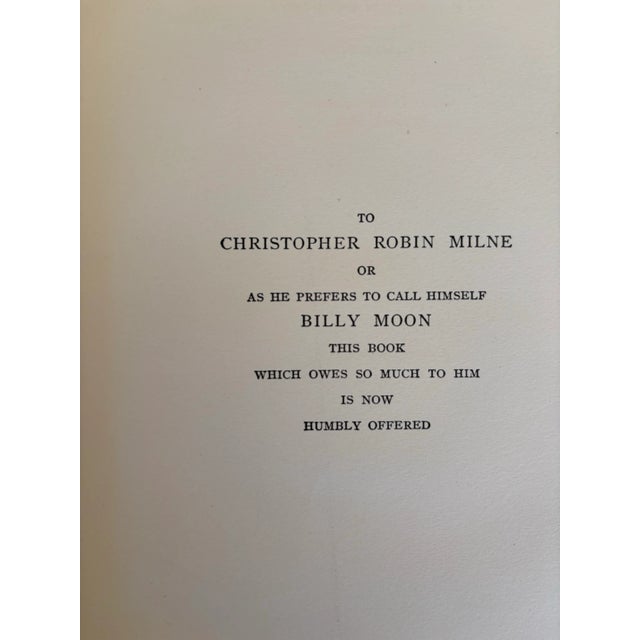 TO
CHRISTOPHER ROBIN MILNE
OR
AS HE PREFERS TO CALL HIMSELF
BILLY MOON
THIS BOOK
WHICH OWES SO MUCH TO HIM
IS NOW
HUMBLY OFFERED